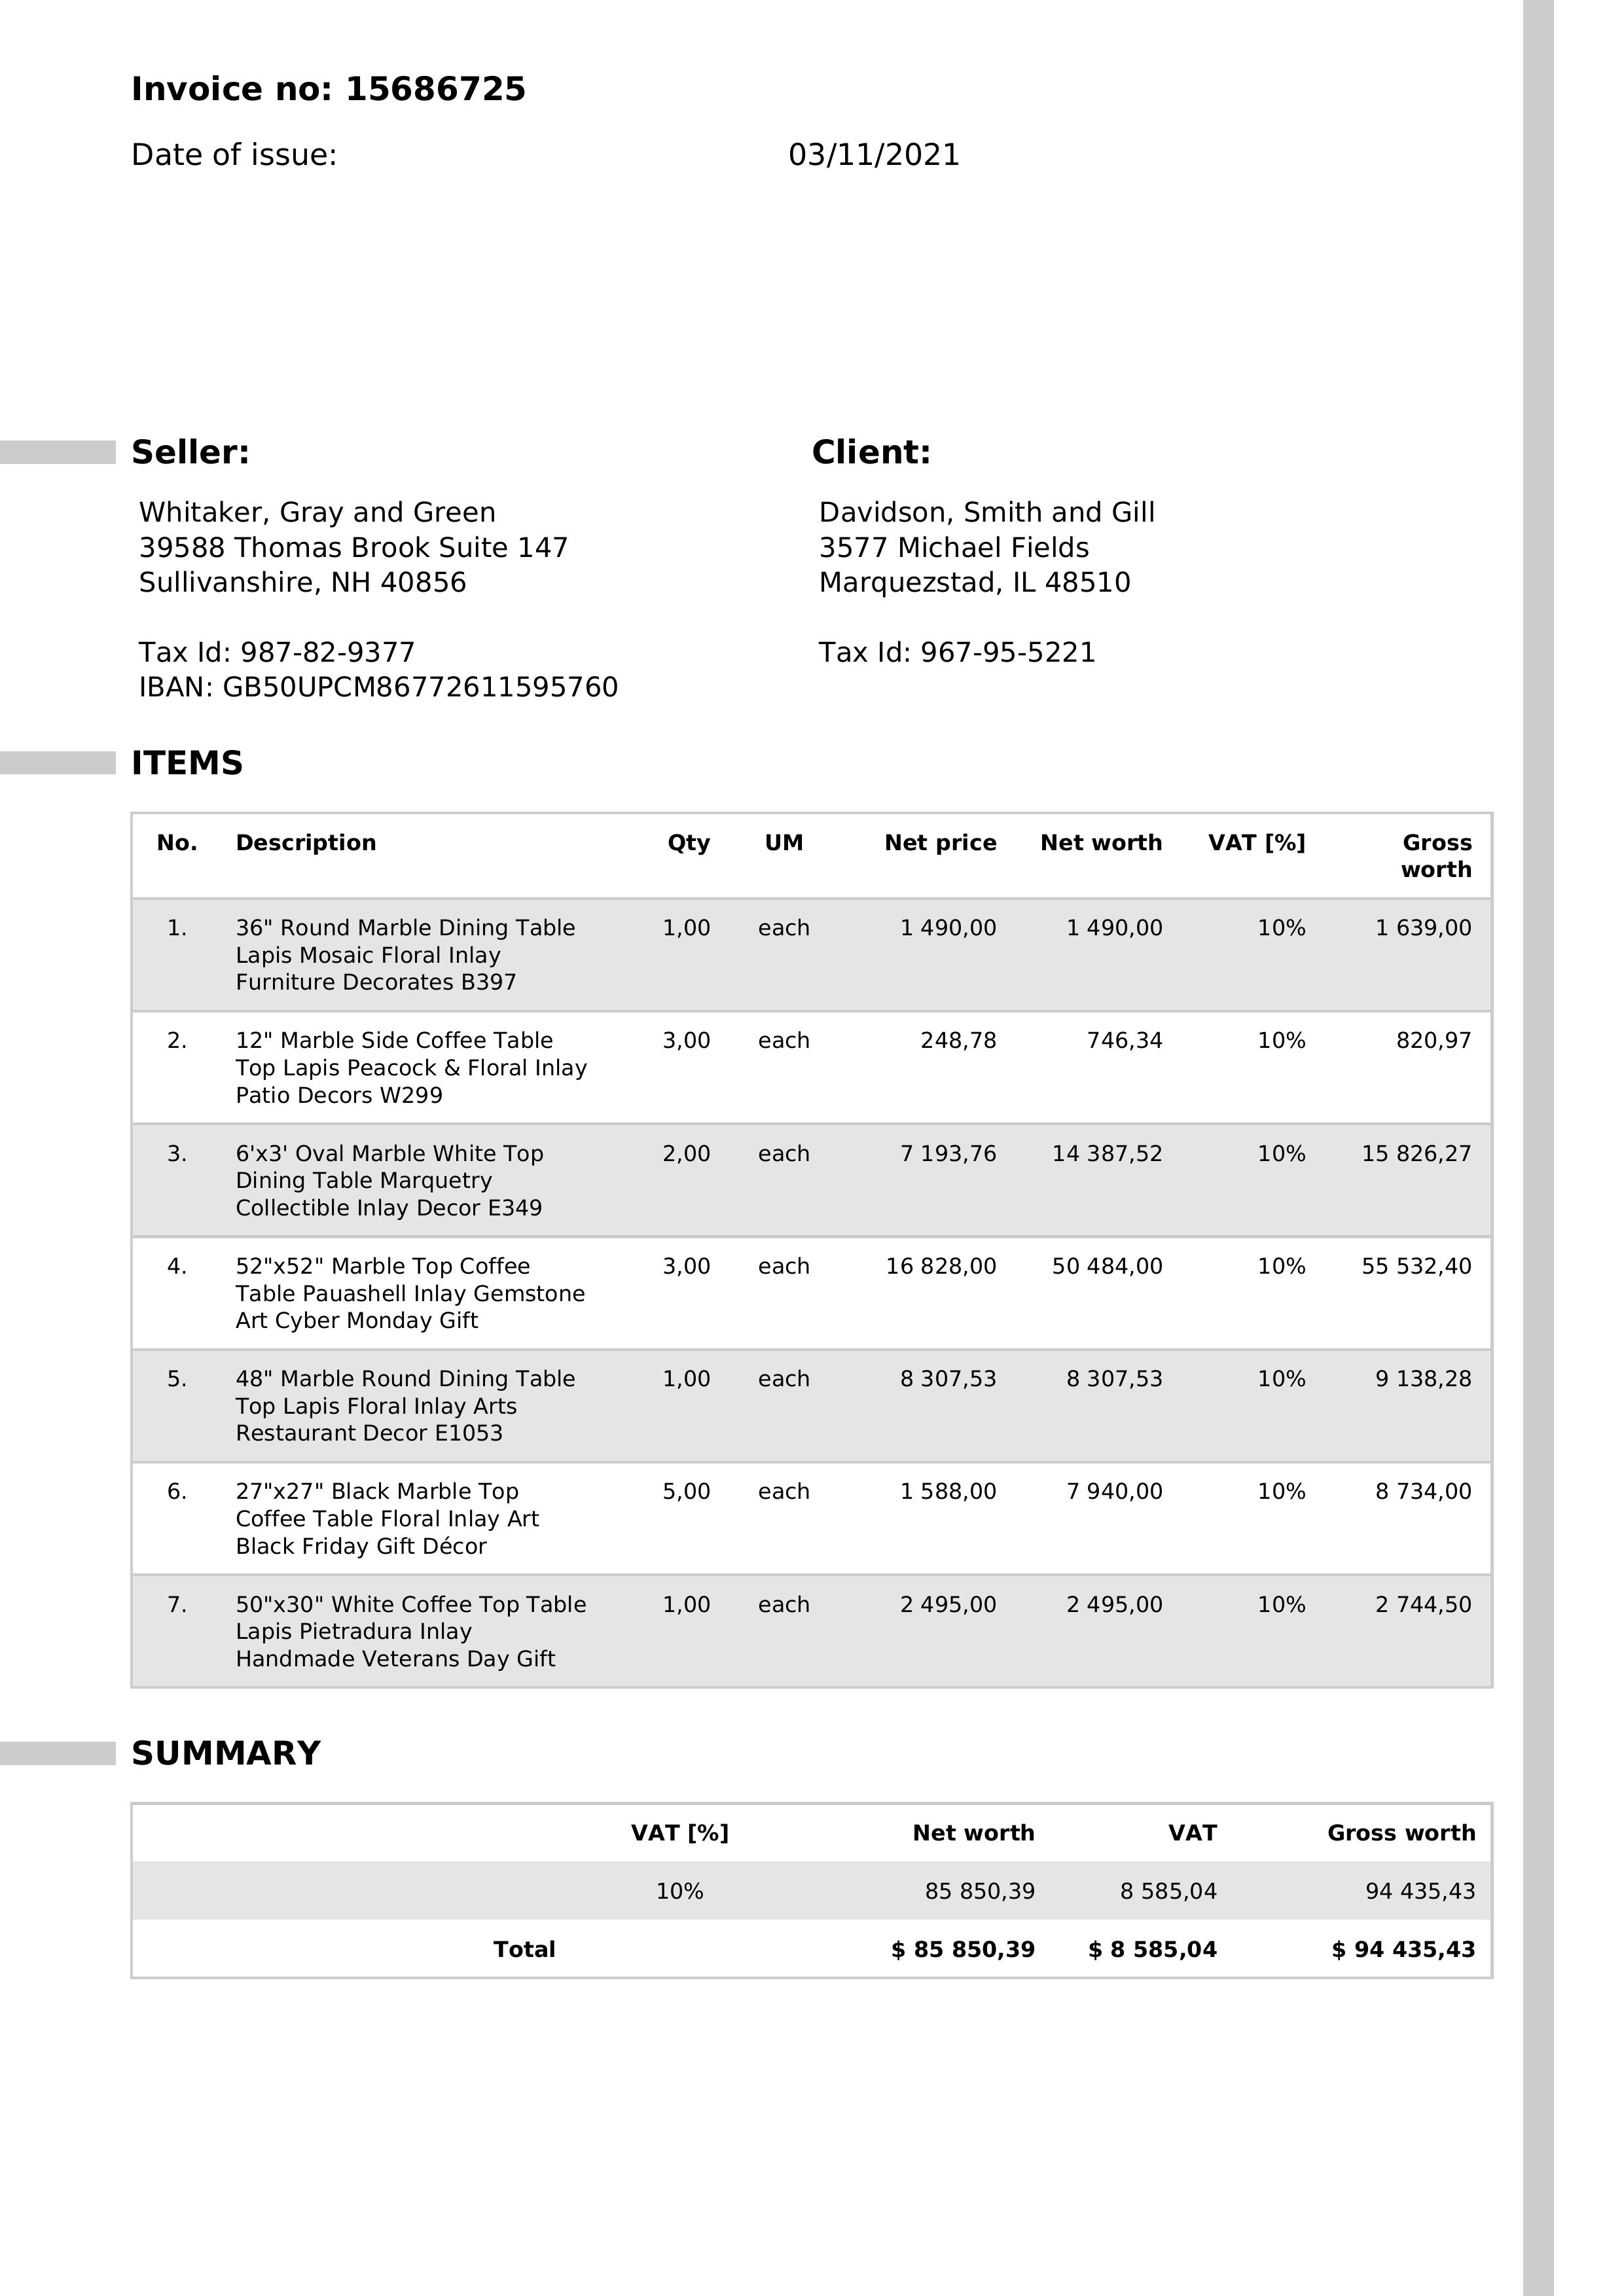 Invoice no: 15686725
Date of issue: 03/11/2021
Seller:
Whitaker, Gray and Green
39588 Thomas Brook Suite 147
Sullivanshire, NH 40856
Tax Id: 987-82-9377
IBAN: GB50UPCM86772611595760
Client:
Davidson, Smith and Gill
3577 Michael Fields
Marquezstad, IL 48510
Tax Id: 967-95-5221
ITEMS
No. Description Qty UM Net price Net worth VAT [%] Gross
worth
1. 36" Round Marble Dining Table 1,00 each 1 490,00 1 490,00 10% 1 639,00
Lapis Mosaic Floral Inlay
Furniture Decorates B397
2. 12" Marble Side Coffee Table 3,00 each 248,78 746,34 10% 820,97
Top Lapis Peacock & Floral Inlay
Patio Decors W299
3. 6'x3' Oval Marble White Top 2,00 each 7 193,76 14 387,52 10% 15 826,27
Dining Table Marquetry
Collectible Inlay Decor E349
4. 52"x52" Marble Top Coffee 3,00 each 16 828,00 50 484,00 10% 55 532,40
Table Pauashell Inlay Gemstone
Art Cyber Monday Gift
5. 48" Marble Round Dining Table 1,00 each 8 307,53 8 307,53 10% 9 138,28
Top Lapis Floral Inlay Arts
Restaurant Decor E1053
6. 27"x27" Black Marble Top 5,00 each 1 588,00 7 940,00 10% 8 734,00
Coffee Table Floral Inlay Art
Black Friday Gift Décor
7. 50"x30" White Coffee Top Table 1,00 each 2 495,00 2 495,00 10% 2 744,50
Lapis Pietradura Inlay
Handmade Veterans Day Gift
SUMMARY
VAT [%] Net worth VAT Gross worth
10% 85 850,39 8 585,04 94 435,43
Total $ 85 850,39 $ 8 585,04 $ 94 435,43